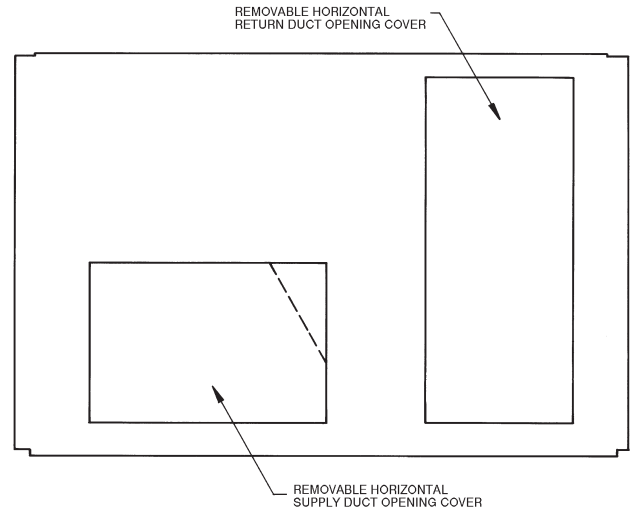 REMOVABLE HORIZONTAL
RETURN DUCT OPENING COVER
REMOVABLE HORIZONTAL
SUPPLY DUCT OPENING COVER